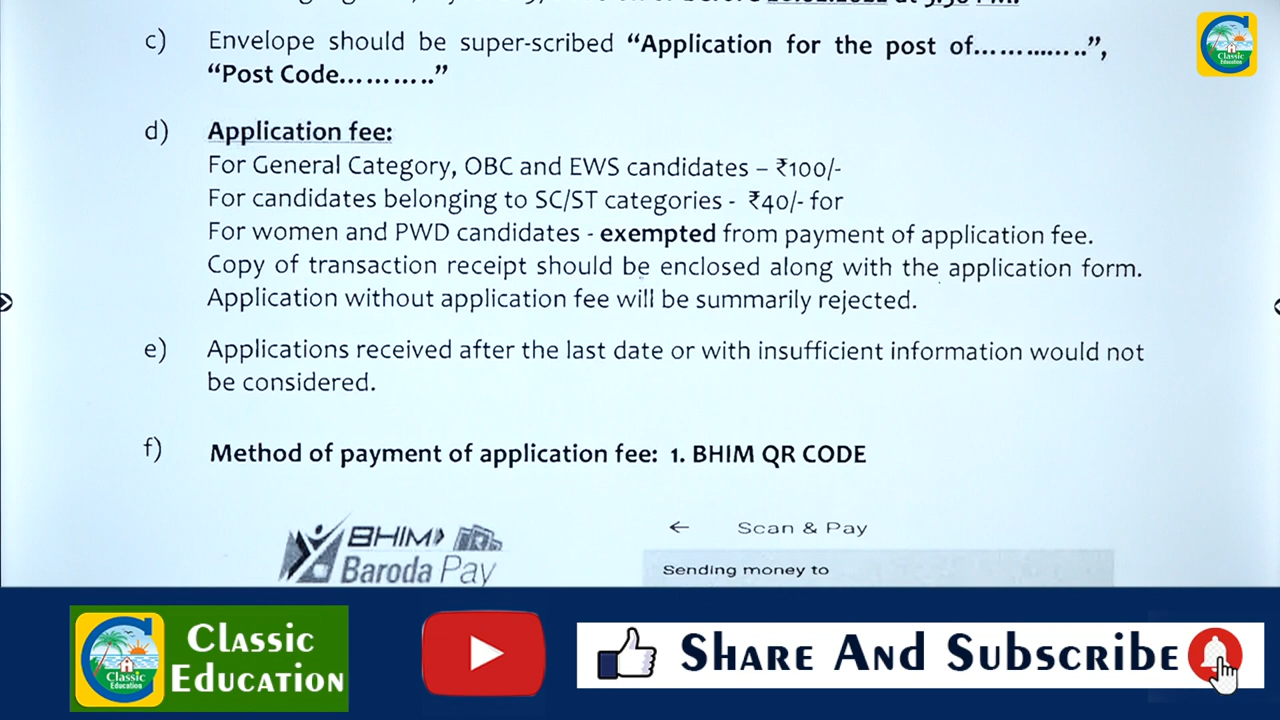 c) Envelope should be super-scribed “Application for the post of……...…..”,
“Post Code………..”
d) Application fee:
For General Category, OBC and EWS candidates – ₹100/-
For candidates belonging to SC/ST categories - ₹40/- for
For women and PWD candidates - exempted from payment of application fee.
Copy of transaction receipt should be enclosed along with the application form.
Application without application fee will be summarily rejected.
e) Applications received after the last date or with insufficient information would not
be considered.
f) Method of payment of application fee: 1. BHIM QR CODE
BHIM
Baroda Pay
← Scan & Pay
Sending money to
Classic
Education
Classic
Education
Classic
Education
Share And Subscribe